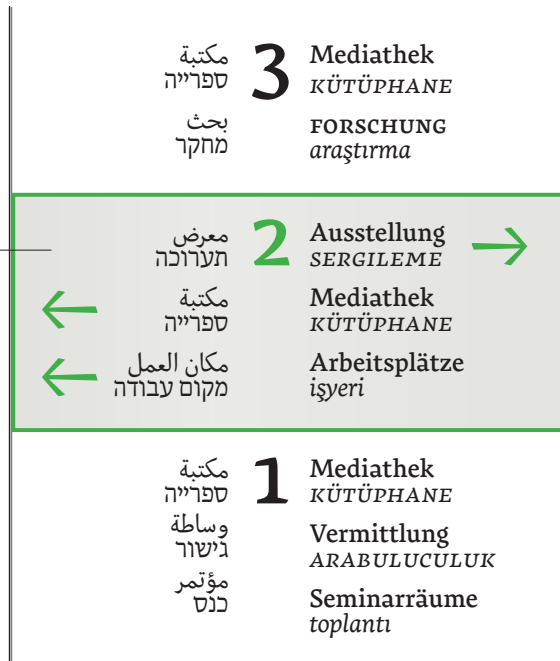 مكتبة
ספרייה
3
Mediathek
KÜTÜPHANE
بحث
מחקר
FORSCHUNG
araştırma
معرض
תערוכה
2
Ausstellung →
SERGILEME
← مكتبة
ספרייה
Mediathek
KÜTÜPHANE
← مكان العمل
מקום עבודה
Arbeitsplätze
işyeri
مكتبة
ספרייה
1
Mediathek
KÜTÜPHANE
وساطة
גישור
Vermittlung
ARABULUCULUK
مؤتمر
כנס
Seminarräume
toplantı